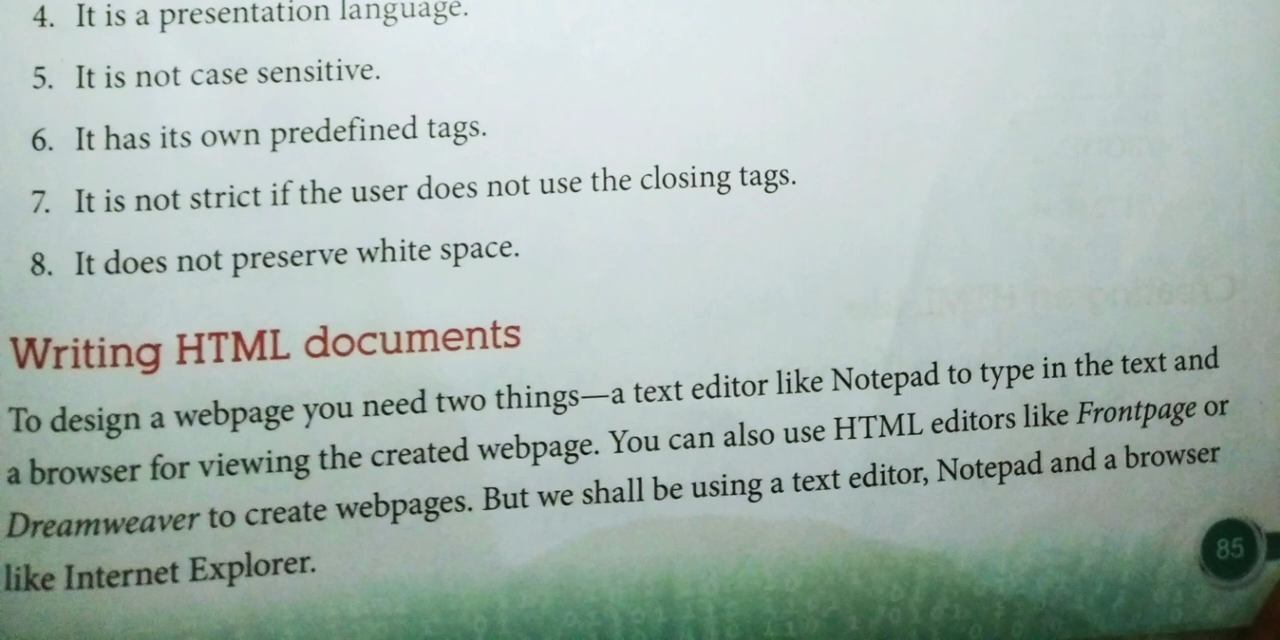 4. It is a presentation language.
5. It is not case sensitive.
6. It has its own predefined tags.
7. It is not strict if the user does not use the closing tags.
8. It does not preserve white space.
Writing HTML documents
To design a webpage you need two things—a text editor like Notepad to type in the text and
a browser for viewing the created webpage. You can also use HTML editors like Frontpage or
Dreamweaver to create webpages. But we shall be using a text editor, Notepad and a browser
like Internet Explorer.
85